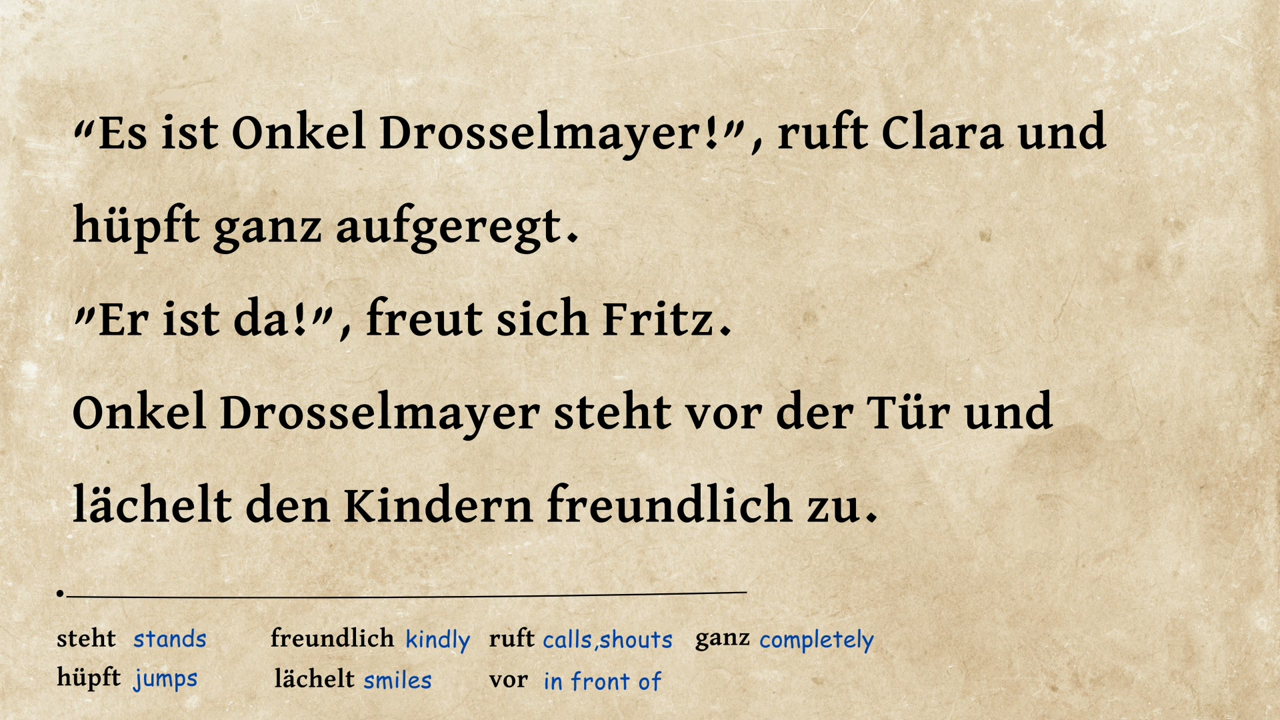 “Es ist Onkel Drosselmayer!”, ruft Clara und
hüpft ganz aufgeregt.
”Er ist da!”, freut sich Fritz.
Onkel Drosselmayer steht vor der Tür und
lächelt den Kindern freundlich zu.
steht stands freundlich kindly ruft calls,shouts ganz completely
hüpft jumps lächelt smiles vor in front of